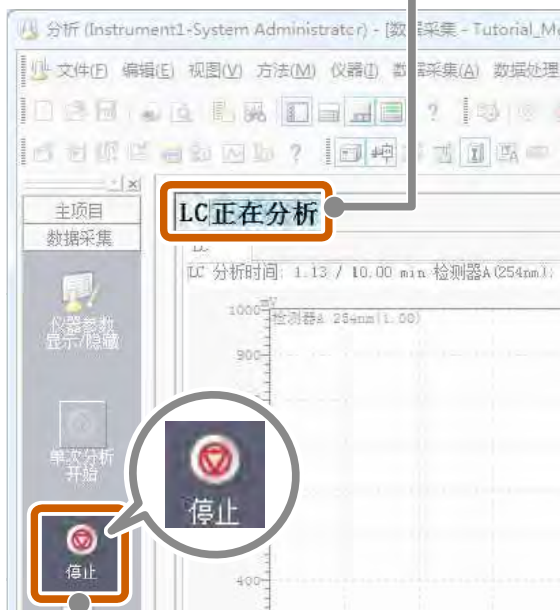 分析 (Instrument1-System Administrator) - [数据采集 - Tutorial_M
文件(F) 编辑(E) 视图(V) 方法(M) (仪器(I) 数据采集(A) 数据处理
主项目
数据采集
LC正在分析
LC
LC 分析时间: 1.13 / 10.00 min 检测器A(254nm):
mV
1000
检测器A 254nm(1.00)
仪器参数
显示/隐藏
900
单次分析
开始
停止
停止
400